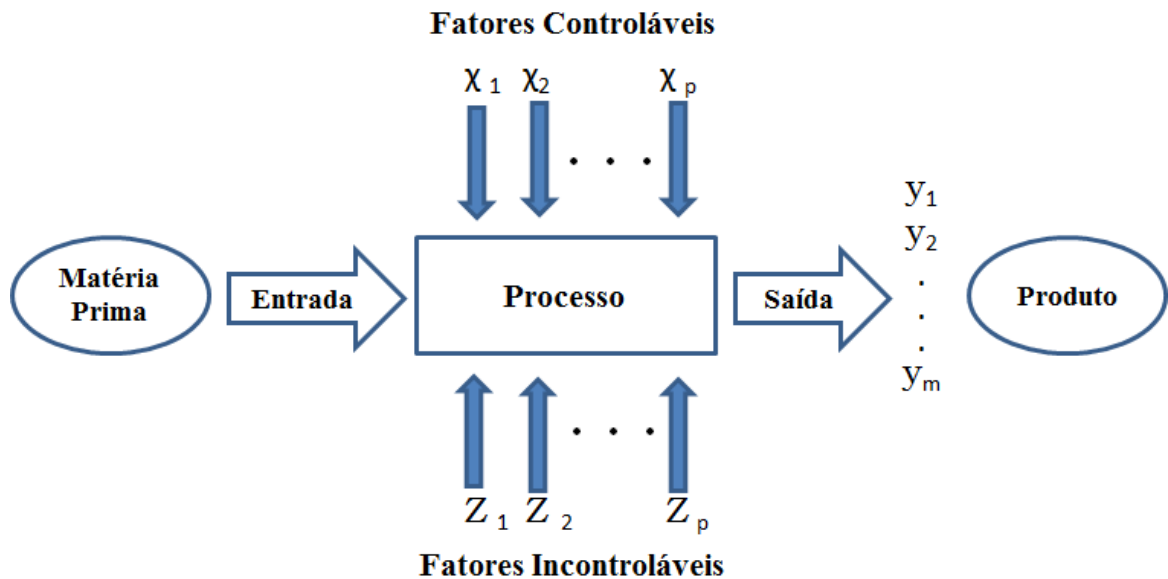 Fatores Controláveis
χ 1 χ2 . . . χ p
Matéria
Prima
Entrada
Processo
Saída
y1
y2
.
.
.
ym
Produto
Z 1 Z 2 . . . Z p
Fatores Incontroláveis